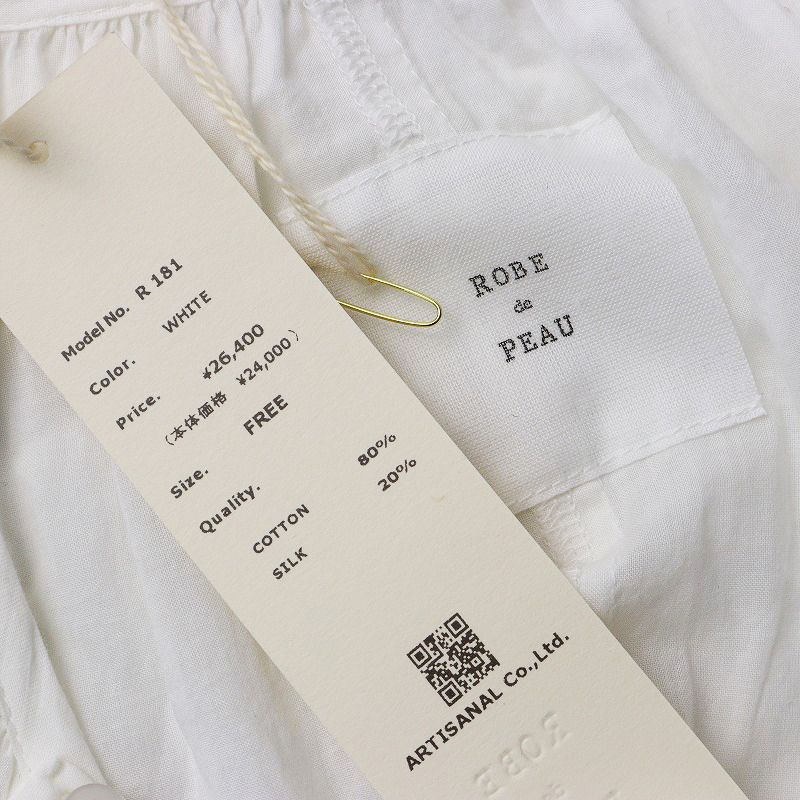 Model No. R 181
Color. WHITE
Price. ¥26,400
(本体価格 ¥24,000)
Size. FREE
Quality.
COTTON 80%
SILK 20%
ARTISANAL Co.,Ltd.
ROBE
de
PEAU
ROBE